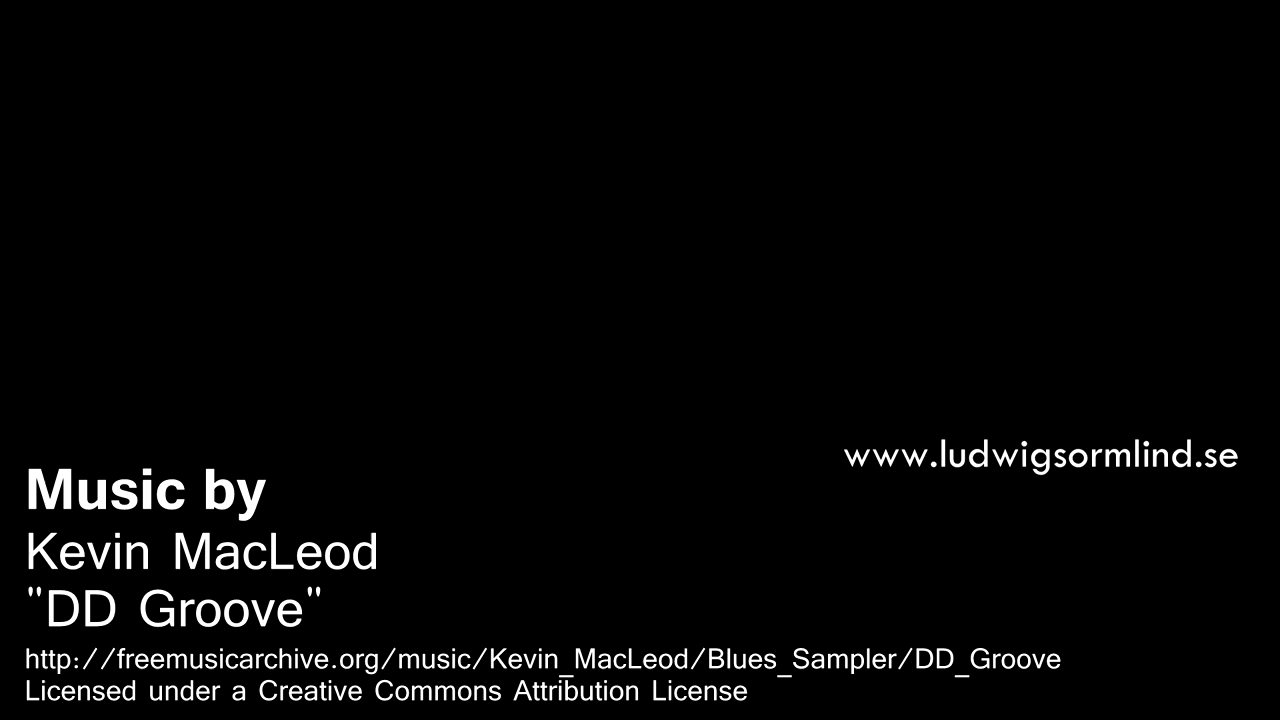 www.ludwigsormlind.se
Music by
Kevin MacLeod
"DD Groove"
http://freemusicarchive.org/music/Kevin_MacLeod/Blues_Sampler/DD_Groove
Licensed under a Creative Commons Attribution License